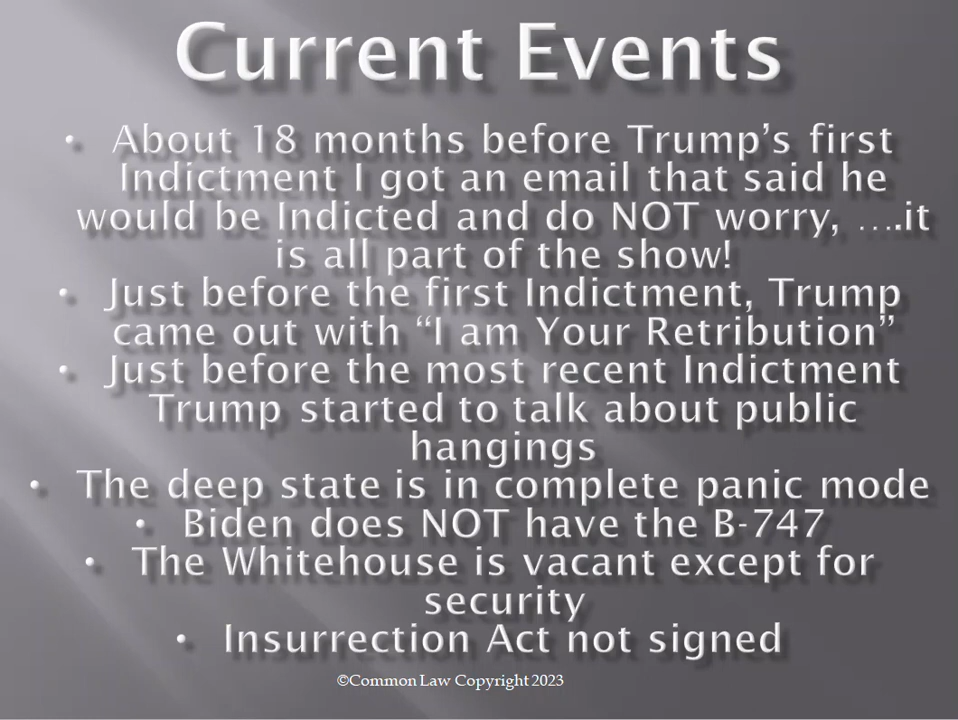 Current Events
• About 18 months before Trump's first
Indictment I got an email that said he
would be Indicted and do NOT worry, ….it
is all part of the show!
• Just before the first Indictment, Trump
came out with “I am Your Retribution”
• Just before the most recent Indictment
Trump started to talk about public
hangings
• The deep state is in complete panic mode
• Biden does NOT have the B-747
• The Whitehouse is vacant except for
security
• Insurrection Act not signed
©Common Law Copyright 2023